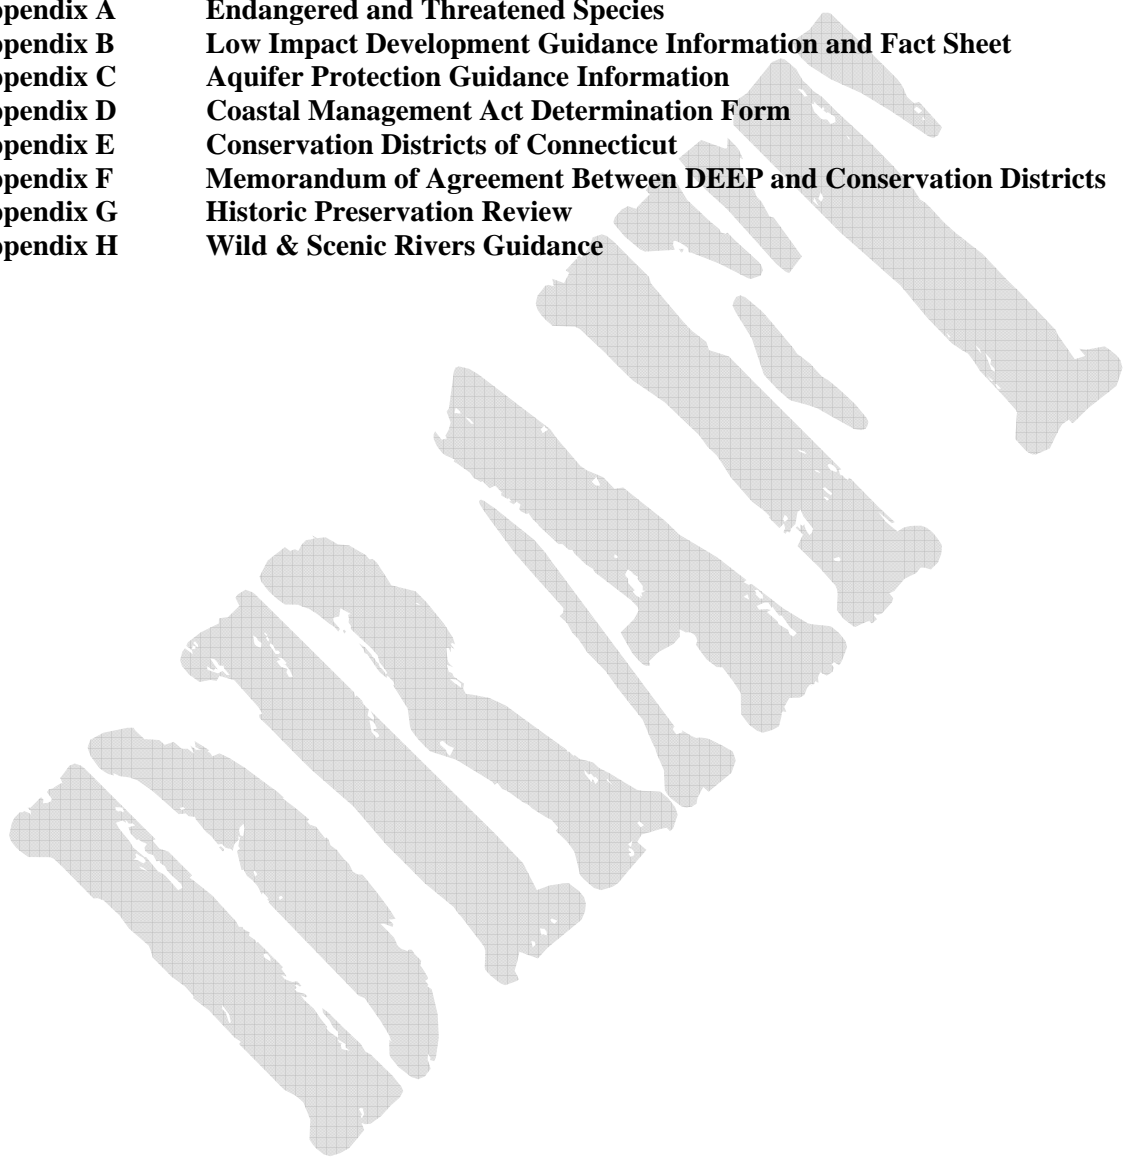 ppendix A Endangered and Threatened Species
ppendix B Low Impact Development Guidance Information and Fact Sheet
ppendix C Aquifer Protection Guidance Information
ppendix D Coastal Management Act Determination Form
ppendix E Conservation Districts of Connecticut
ppendix F Memorandum of Agreement Between DEEP and Conservation Districts
ppendix G Historic Preservation Review
ppendix H Wild & Scenic Rivers Guidance
DRAFT